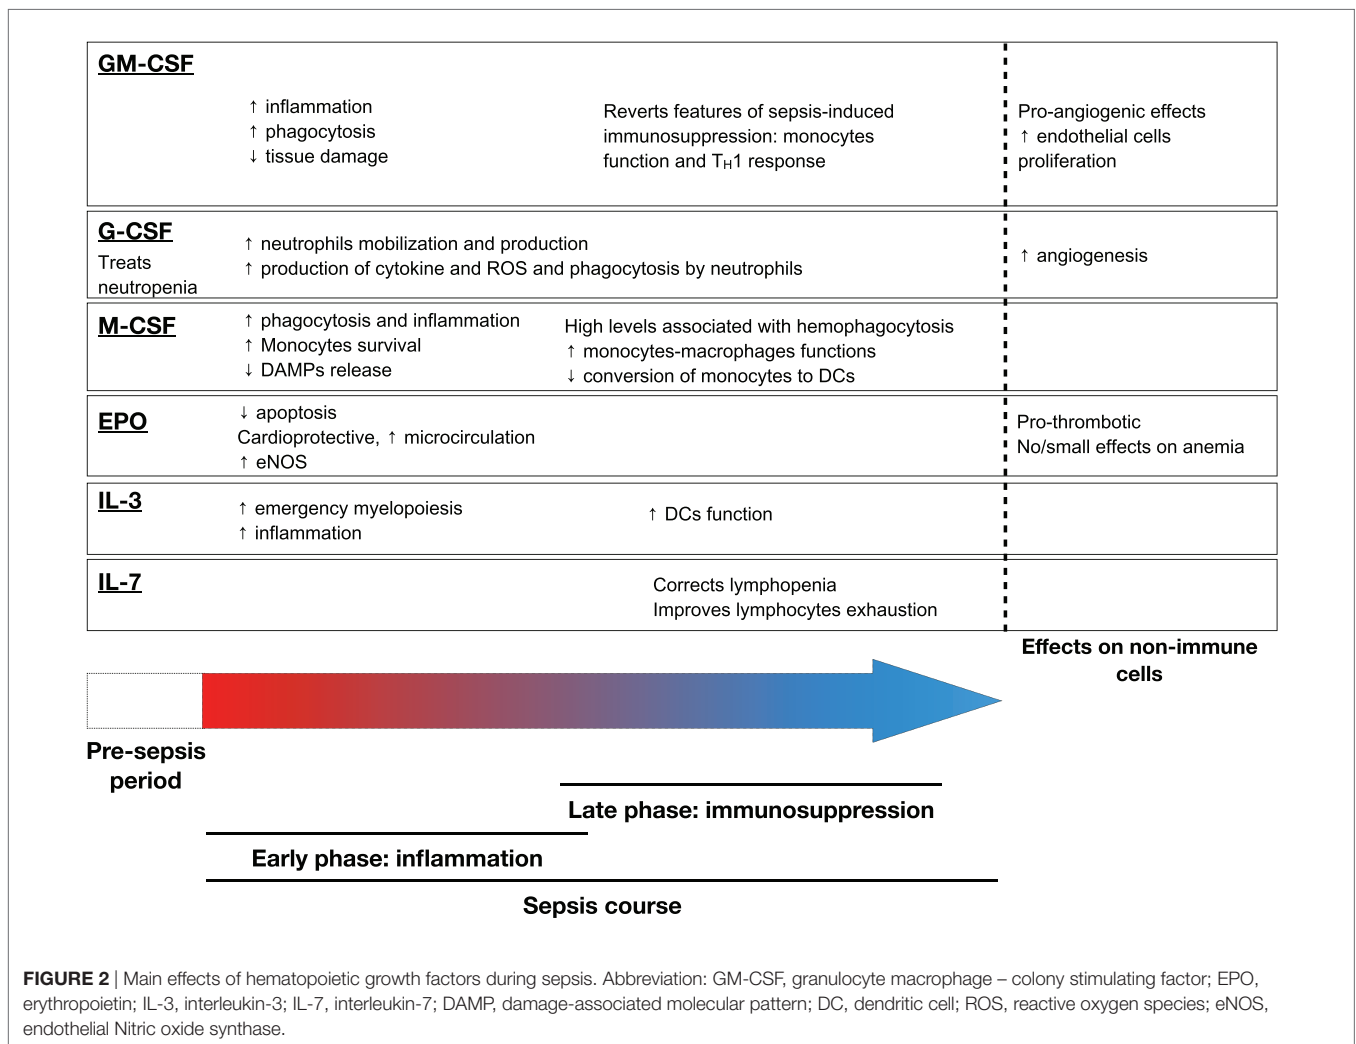 GM-CSF
↑ inflammation
↑ phagocytosis
↓ tissue damage
Reverts features of sepsis-induced
immunosuppression: monocytes
function and TH1 response
Pro-angiogenic effects
↑ endothelial cells
proliferation
G-CSF
Treats
neutropenia
↑ neutrophils mobilization and production
↑ production of cytokine and ROS and phagocytosis by neutrophils
↑ angiogenesis
M-CSF
↑ phagocytosis and inflammation
↑ Monocytes survival
↓ DAMPs release
High levels associated with hemophagocytosis
↑ monocytes-macrophages functions
↓ conversion of monocytes to DCs
EPO
↓ apoptosis
Cardioprotective, ↑ microcirculation
↑ eNOS
Pro-thrombotic
No/small effects on anemia
IL-3
↑ emergency myelopoiesis
↑ inflammation
↑ DCs function
IL-7
Corrects lymphopenia
Improves lymphocytes exhaustion
Effects on non-immune
cells
Pre-sepsis
period
Late phase: immunosuppression
Early phase: inflammation
Sepsis course
FIGURE 2 | Main effects of hematopoietic growth factors during sepsis. Abbreviation: GM-CSF, granulocyte macrophage – colony stimulating factor; EPO,
erythropoietin; IL-3, interleukin-3; IL-7, interleukin-7; DAMP, damage-associated molecular pattern; DC, dendritic cell; ROS, reactive oxygen species; eNOS,
endothelial Nitric oxide synthase.